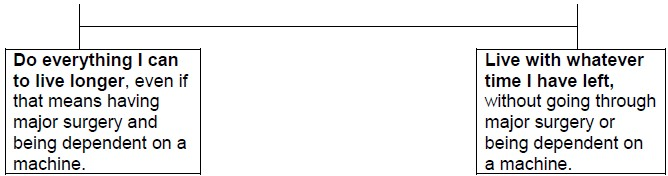 Do everything I can
to live longer, even if
that means having
major surgery and
being dependent on a
machine.
Live with whatever
time I have left,
without going through
major surgery or
being dependent on
a machine.